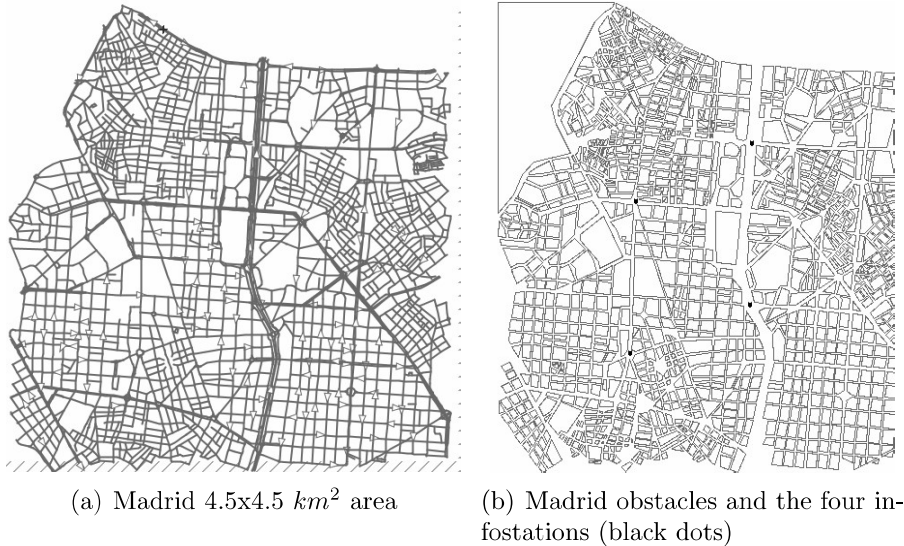 (a) Madrid 4.5x4.5 km² area
(b) Madrid obstacles and the four in-
fostations (black dots)